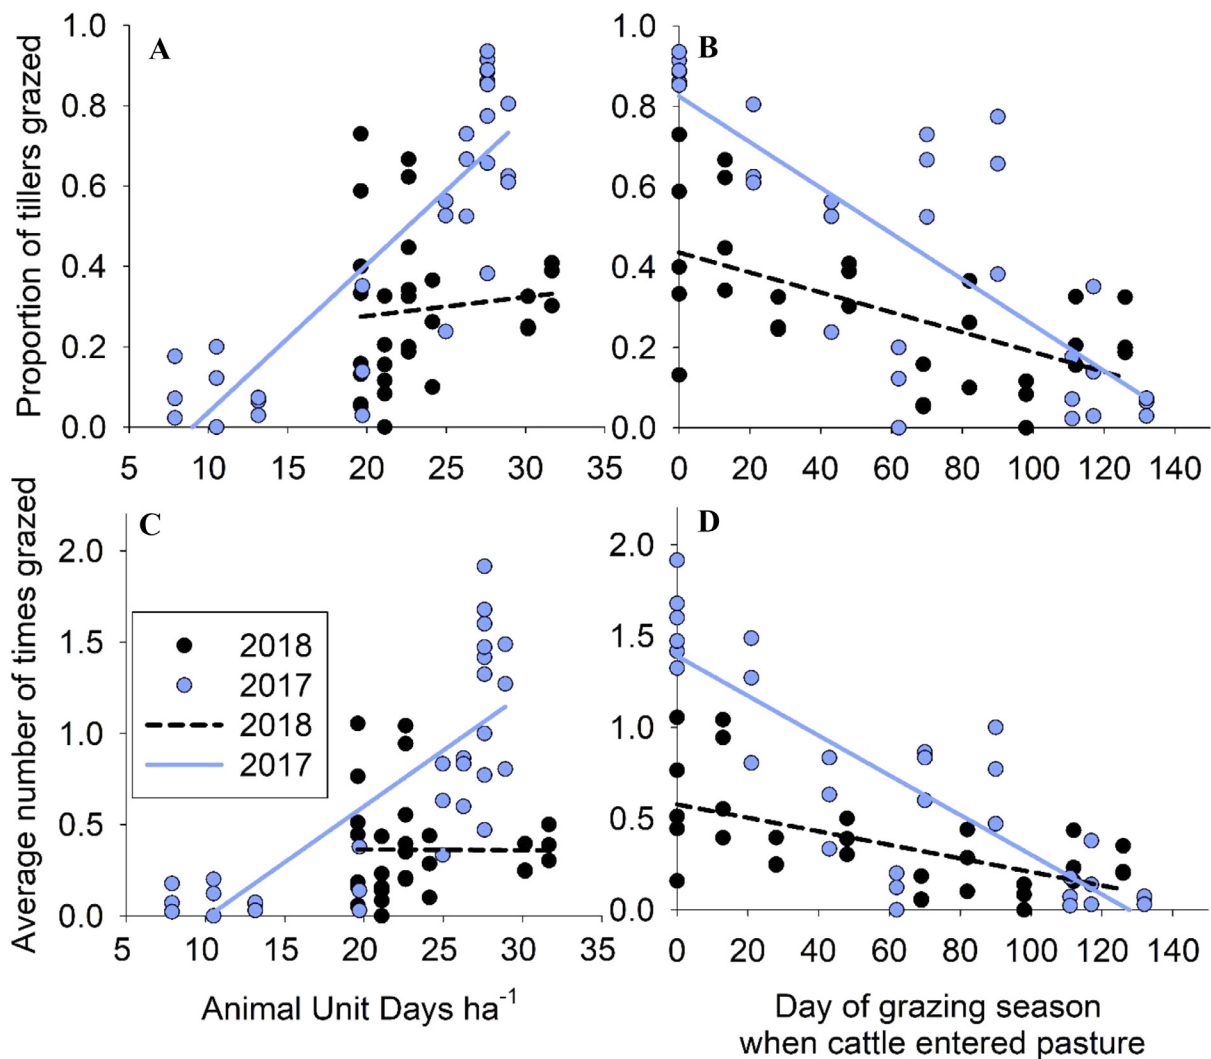 A
B
Proportion of tillers grazed
1.0
0.8
0.6
0.4
0.2
0.0
5 10 15 20 25 30 35
1.0
0.8
0.6
0.4
0.2
0.0
0 20 40 60 80 100 120 140
C
D
Average number of times grazed
2.0
1.5
1.0
0.5
0.0
2018
2017
2018
2017
5 10 15 20 25 30 35
Animal Unit Days ha⁻¹
2.0
1.5
1.0
0.5
0.0
0 20 40 60 80 100 120 140
Day of grazing season
when cattle entered pasture